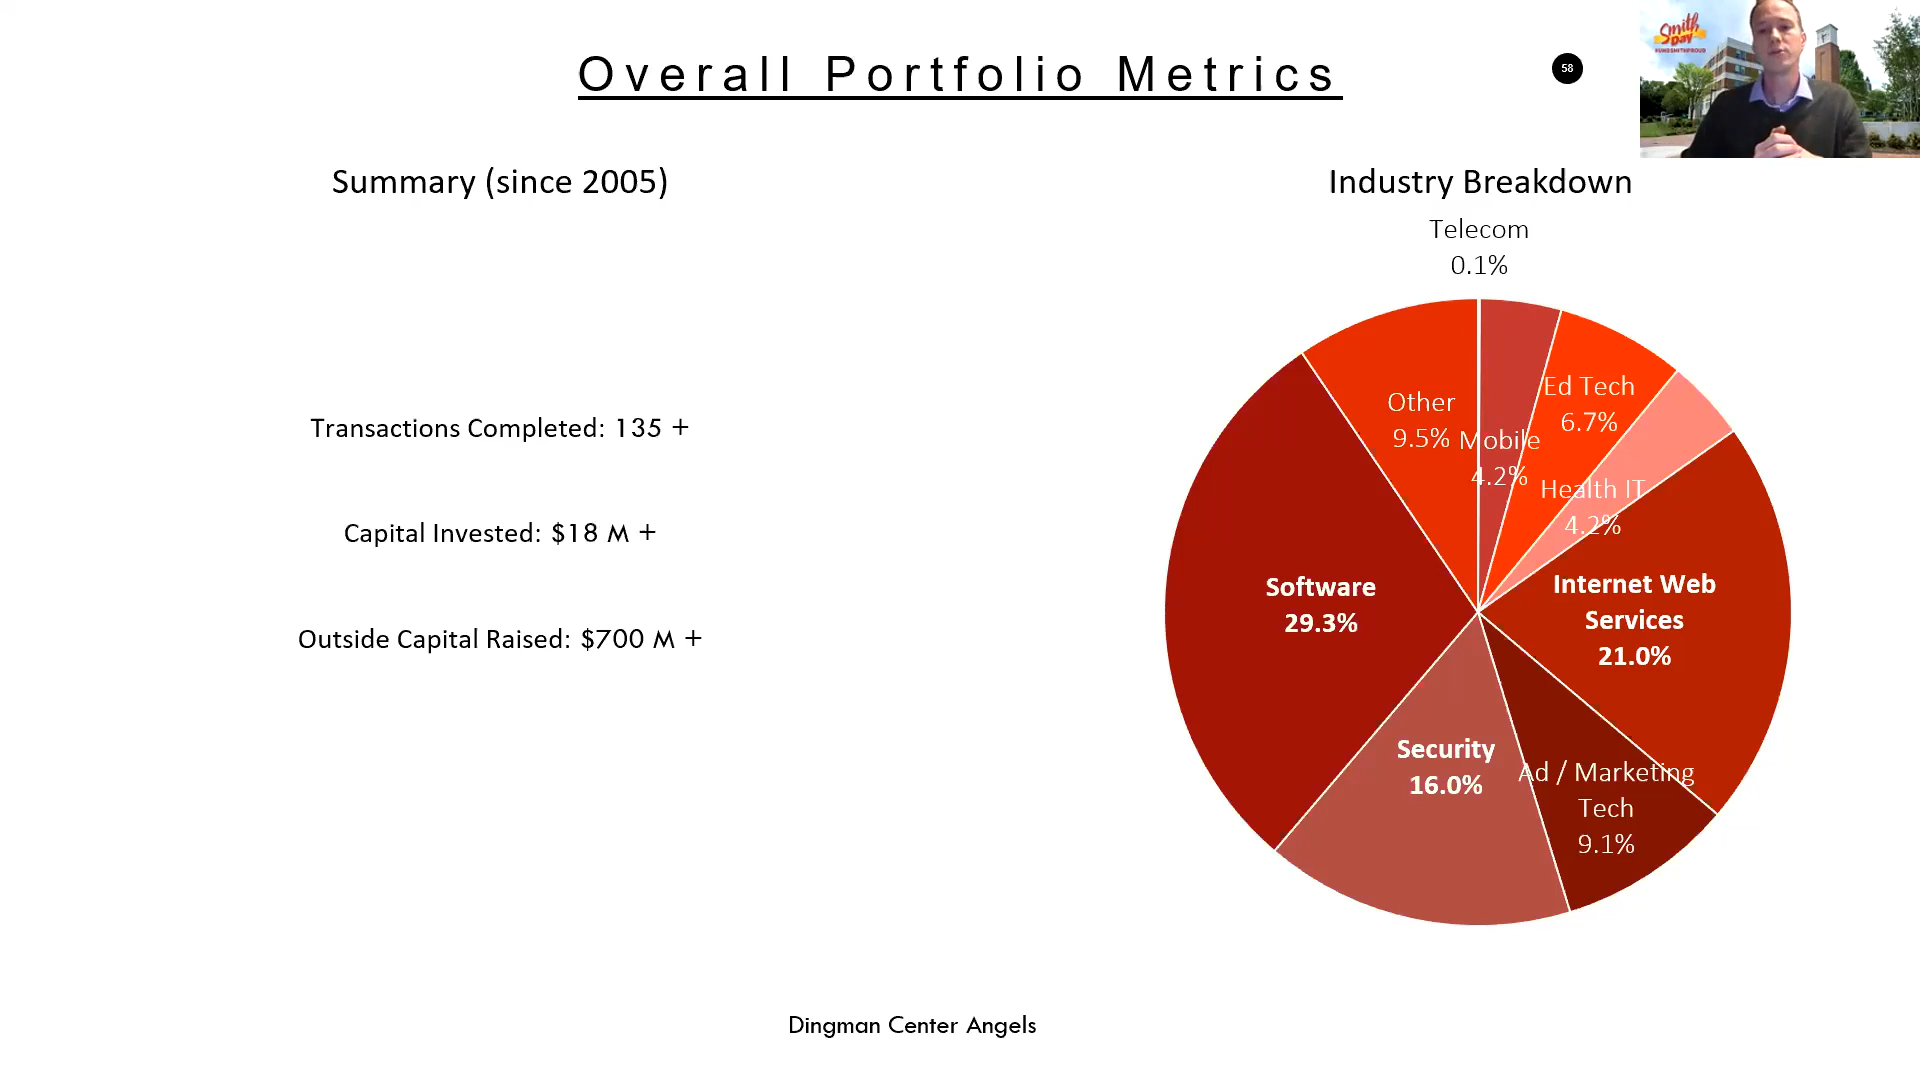 Overall Portfolio Metrics
58
Smith
Day
Summary (since 2005)
Transactions Completed: 135 +
Capital Invested: $18 M +
Outside Capital Raised: $700 M +
Industry Breakdown
Telecom
0.1%
Mobile
4.2%
Ed Tech
6.7%
Health IT
4.2%
Internet Web
Services
21.0%
Ad / Marketing
Tech
9.1%
Security
16.0%
Software
29.3%
Other
9.5%
Dingman Center Angels